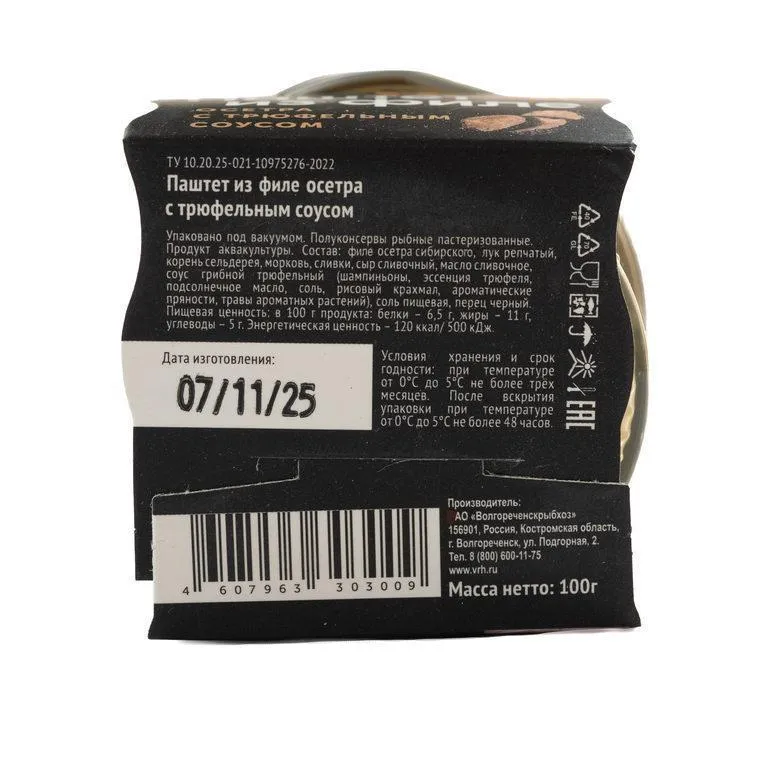 из филе
ОСЕТРА
С ТРЮФЕЛЬНЫМ
СОУСОМ
ТУ 10.20.25-021-10975276-2022
Паштет из филе осетра
с трюфельным соусом
Упаковано под вакуумом. Полуконсервы рыбные пастеризованные.
Продукт аквакультуры. Состав: филе осетра сибирского, лук репчатый,
корень сельдерея, морковь, сливки, сыр сливочный, масло сливочное,
соус грибной трюфельный (шампиньоны, эссенция трюфеля,
подсолнечное масло, соль, рисовый крахмал, ароматические
пряности, травы ароматных растений), соль пищевая, перец черный.
Пищевая ценность: в 100 г продукта: белки – 6,5 г, жиры – 11 г,
углеводы – 5 г. Энергетическая ценность – 120 ккал/ 500 кДж.
40
FE
70
GL
EAC
Дата изготовления:
07/11/25
Условия хранения и срок
годности: при температуре
от 0°С до 5°С не более трёх
месяцев. После вскрытия
упаковки при температуре
от 0°С до 5°С не более 48 часов.
Производитель:
АО «Волгореченскрыбхоз»
156901, Россия, Костромская область,
г. Волгореченск, ул. Подгорная, 2.
Тел. 8 (800) 600-11-75
www.vrh.ru
Масса нетто: 100г
4 607963 303009